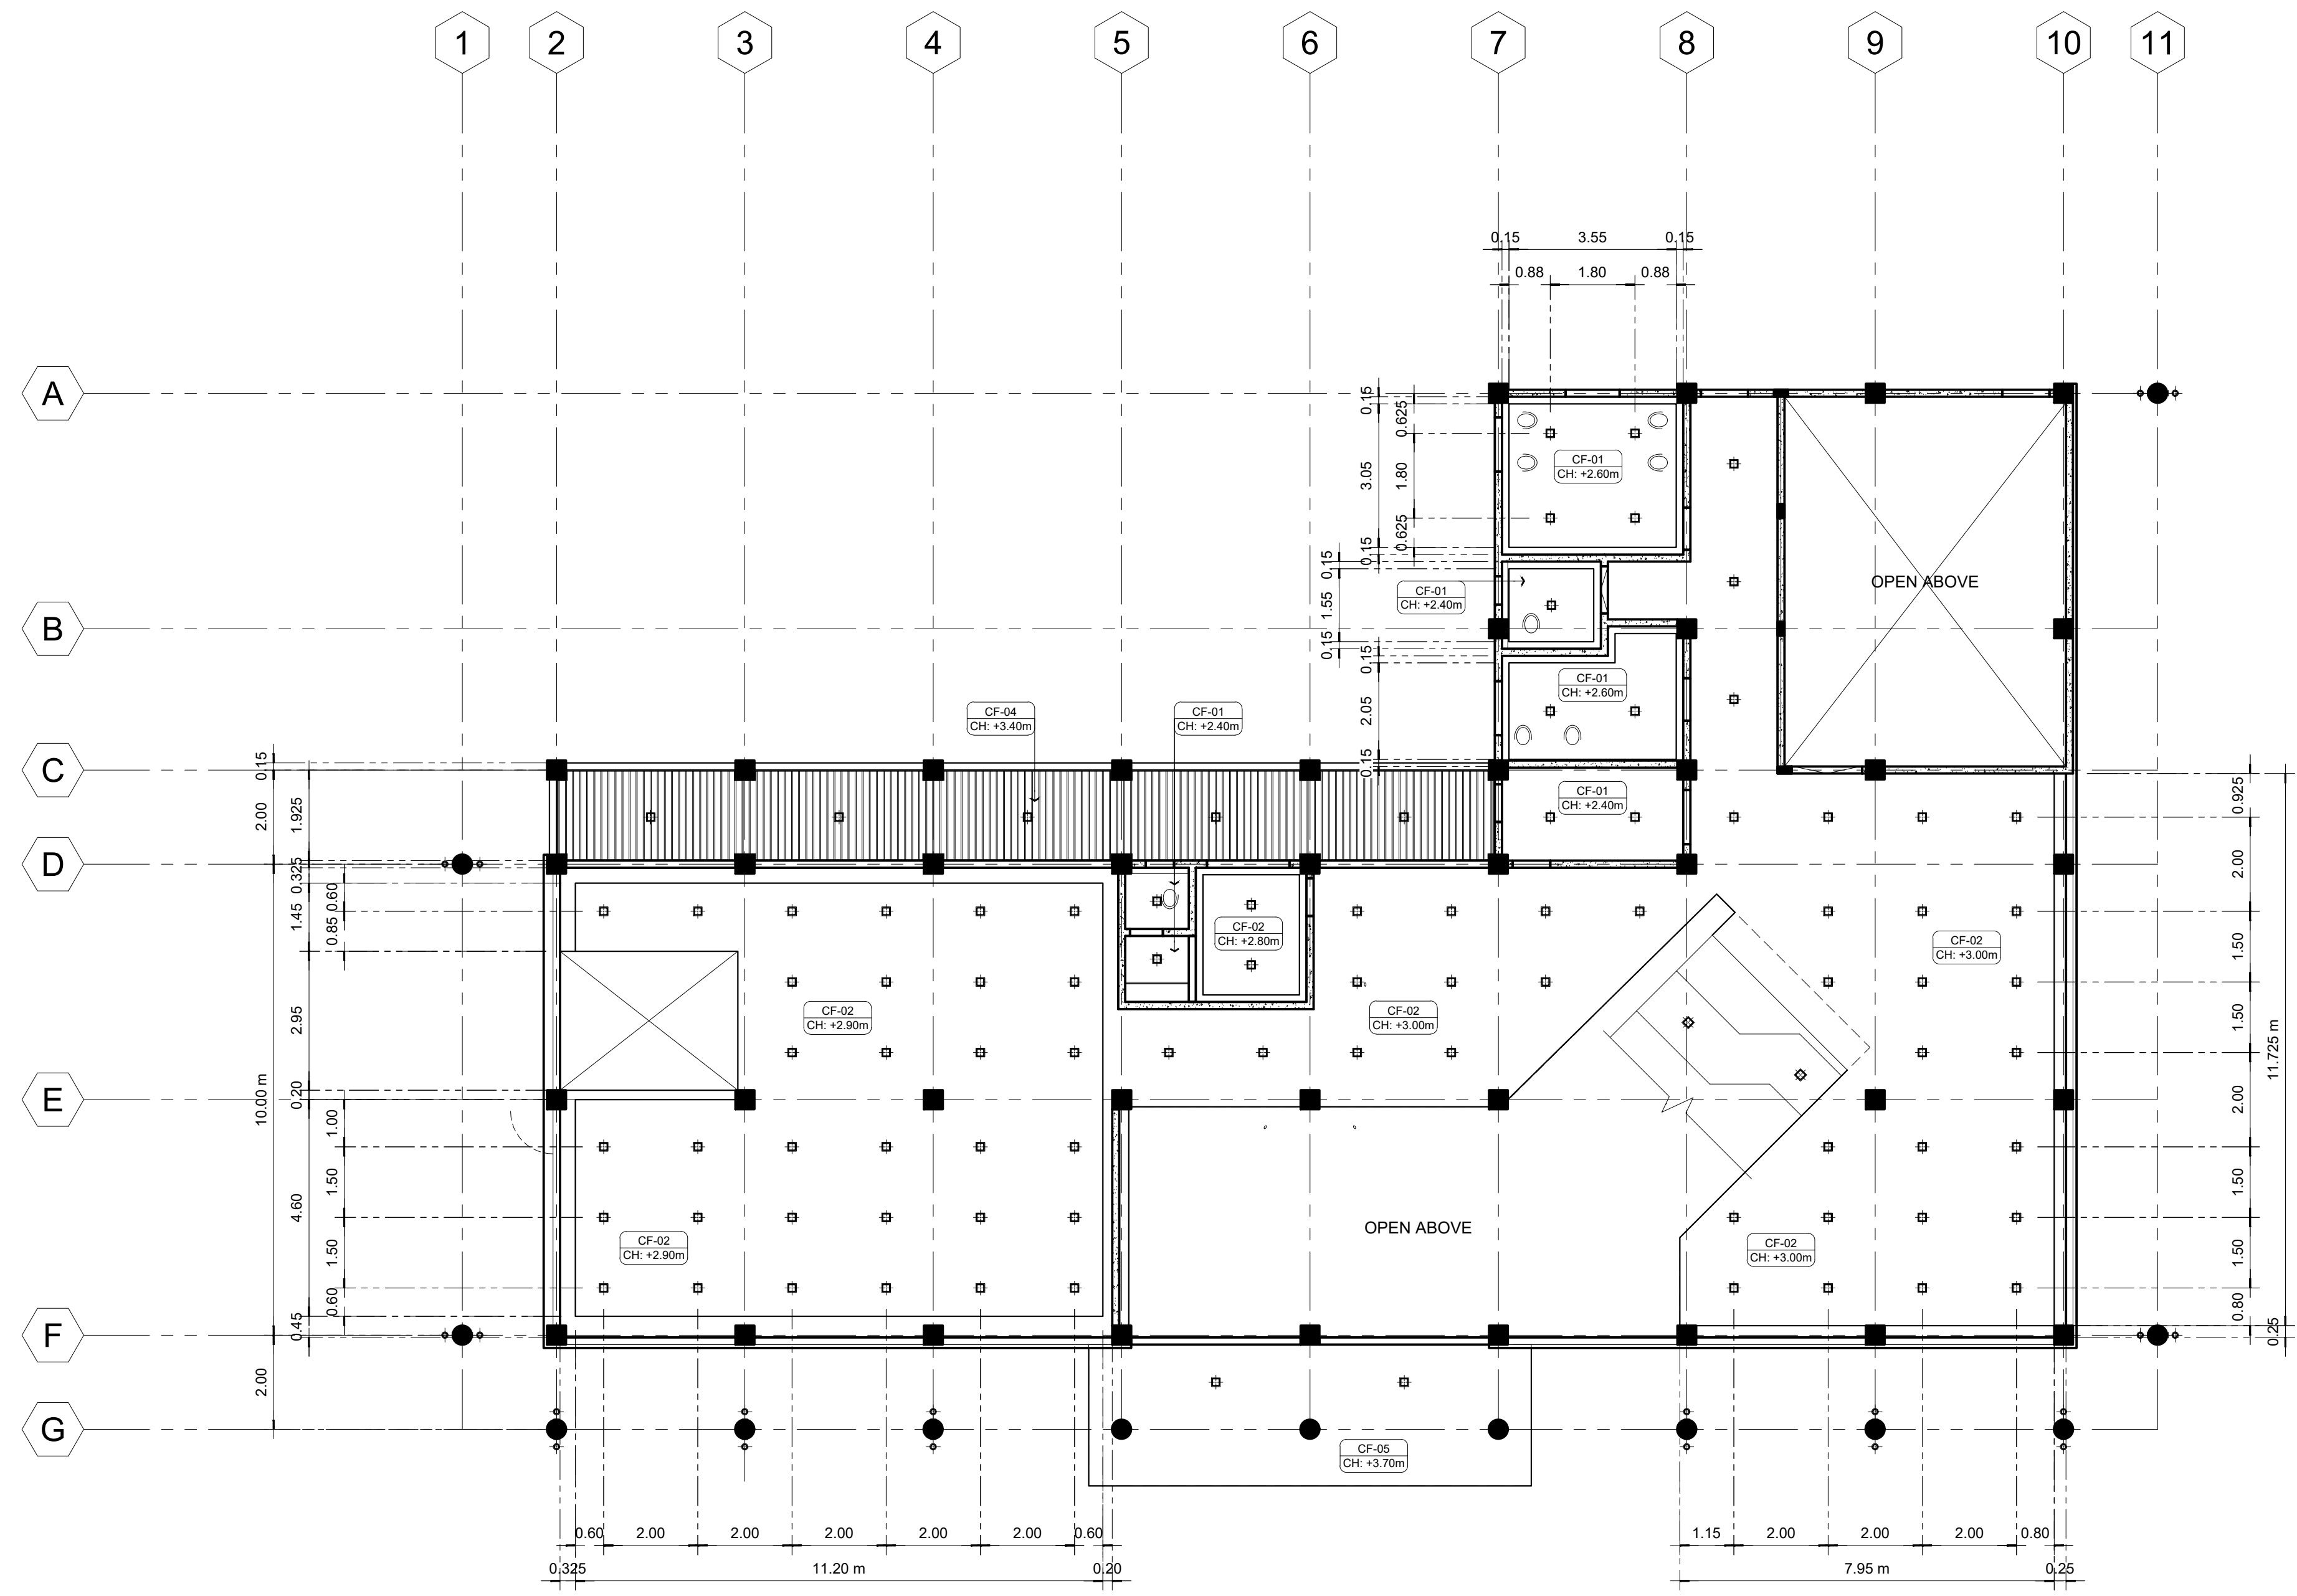 1 2 3 4 5 6 7 8 9 10 11
0.15 3.55 0.15
0.88 1.80 0.88
A
0.15
0.625
3.05
1.80
CF-01
CH: +2.60m
0.625
0.15
0.15
CF-01
CH: +2.40m
OPEN ABOVE
1.55
B
0.15
0.15
CF-01
CH: +2.60m
2.05
CF-04
CH: +3.40m
CF-01
CH: +2.40m
0.15
C
0.15
CF-01
CH: +2.40m
2.00
1.925
0.925
D
0.325
0.60
2.00
1.45
0.85
CF-02
CH: +2.80m
CF-02
CH: +3.00m
1.50
2.95
CF-02
CH: +2.90m
CF-02
CH: +3.00m
1.50
11.725 m
E
10.00 m
0.20
1.00
2.00
1.50
4.60
1.50
OPEN ABOVE
1.50
CF-02
CH: +2.90m
CF-02
CH: +3.00m
1.50
0.60
0.80
F
0.45
0.25
2.00
G
CF-05
CH: +3.70m
0.60 2.00 2.00 2.00 2.00 2.00 0.60 1.15 2.00 2.00 2.00 0.80
0.325 11.20 m 0.20 7.95 m 0.25